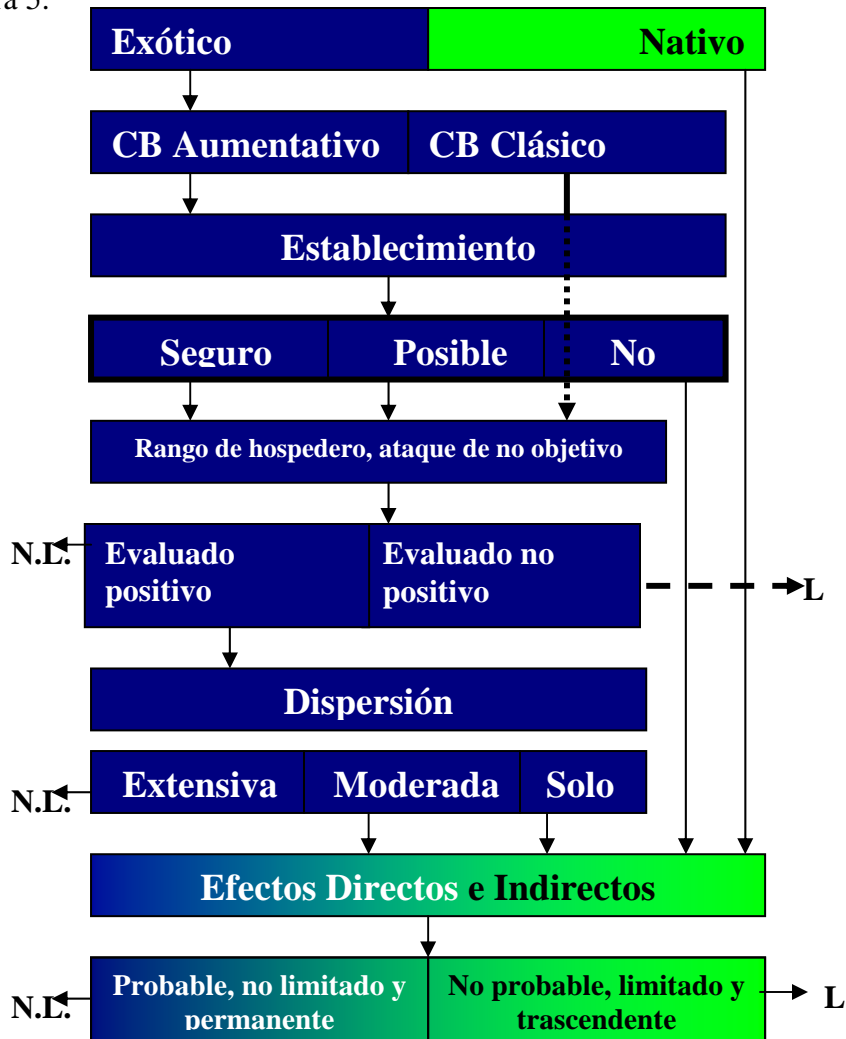 a 5.
Exótico Nativo
CB Aumentativo CB Clásico
Establecimiento
Seguro Posible No
Rango de hospedero, ataque de no objetivo
N.L. Evaluado positivo Evaluado no positivo L
Dispersión
N.L. Extensiva Moderada Solo
Efectos Directos e Indirectos
N.L. Probable, no limitado y permanente No probable, limitado y trascendente L